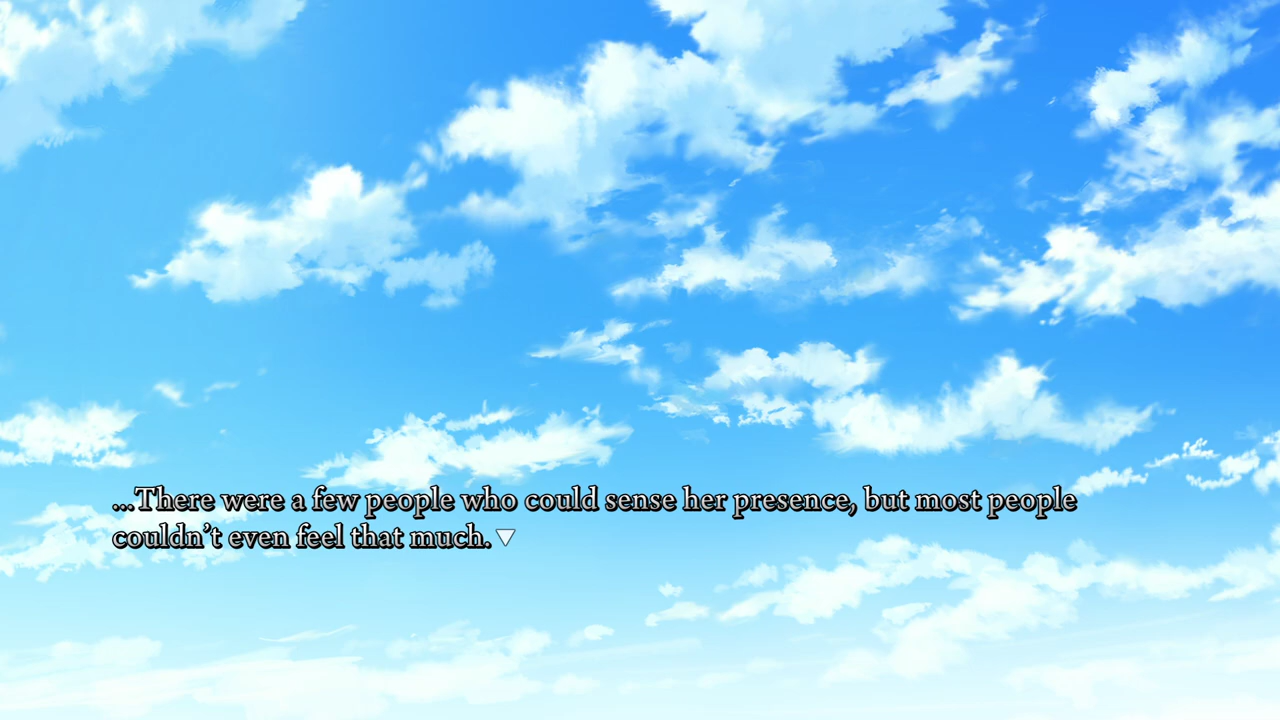 ...There were a few people who could sense her presence, but most people
couldn't even feel that much.